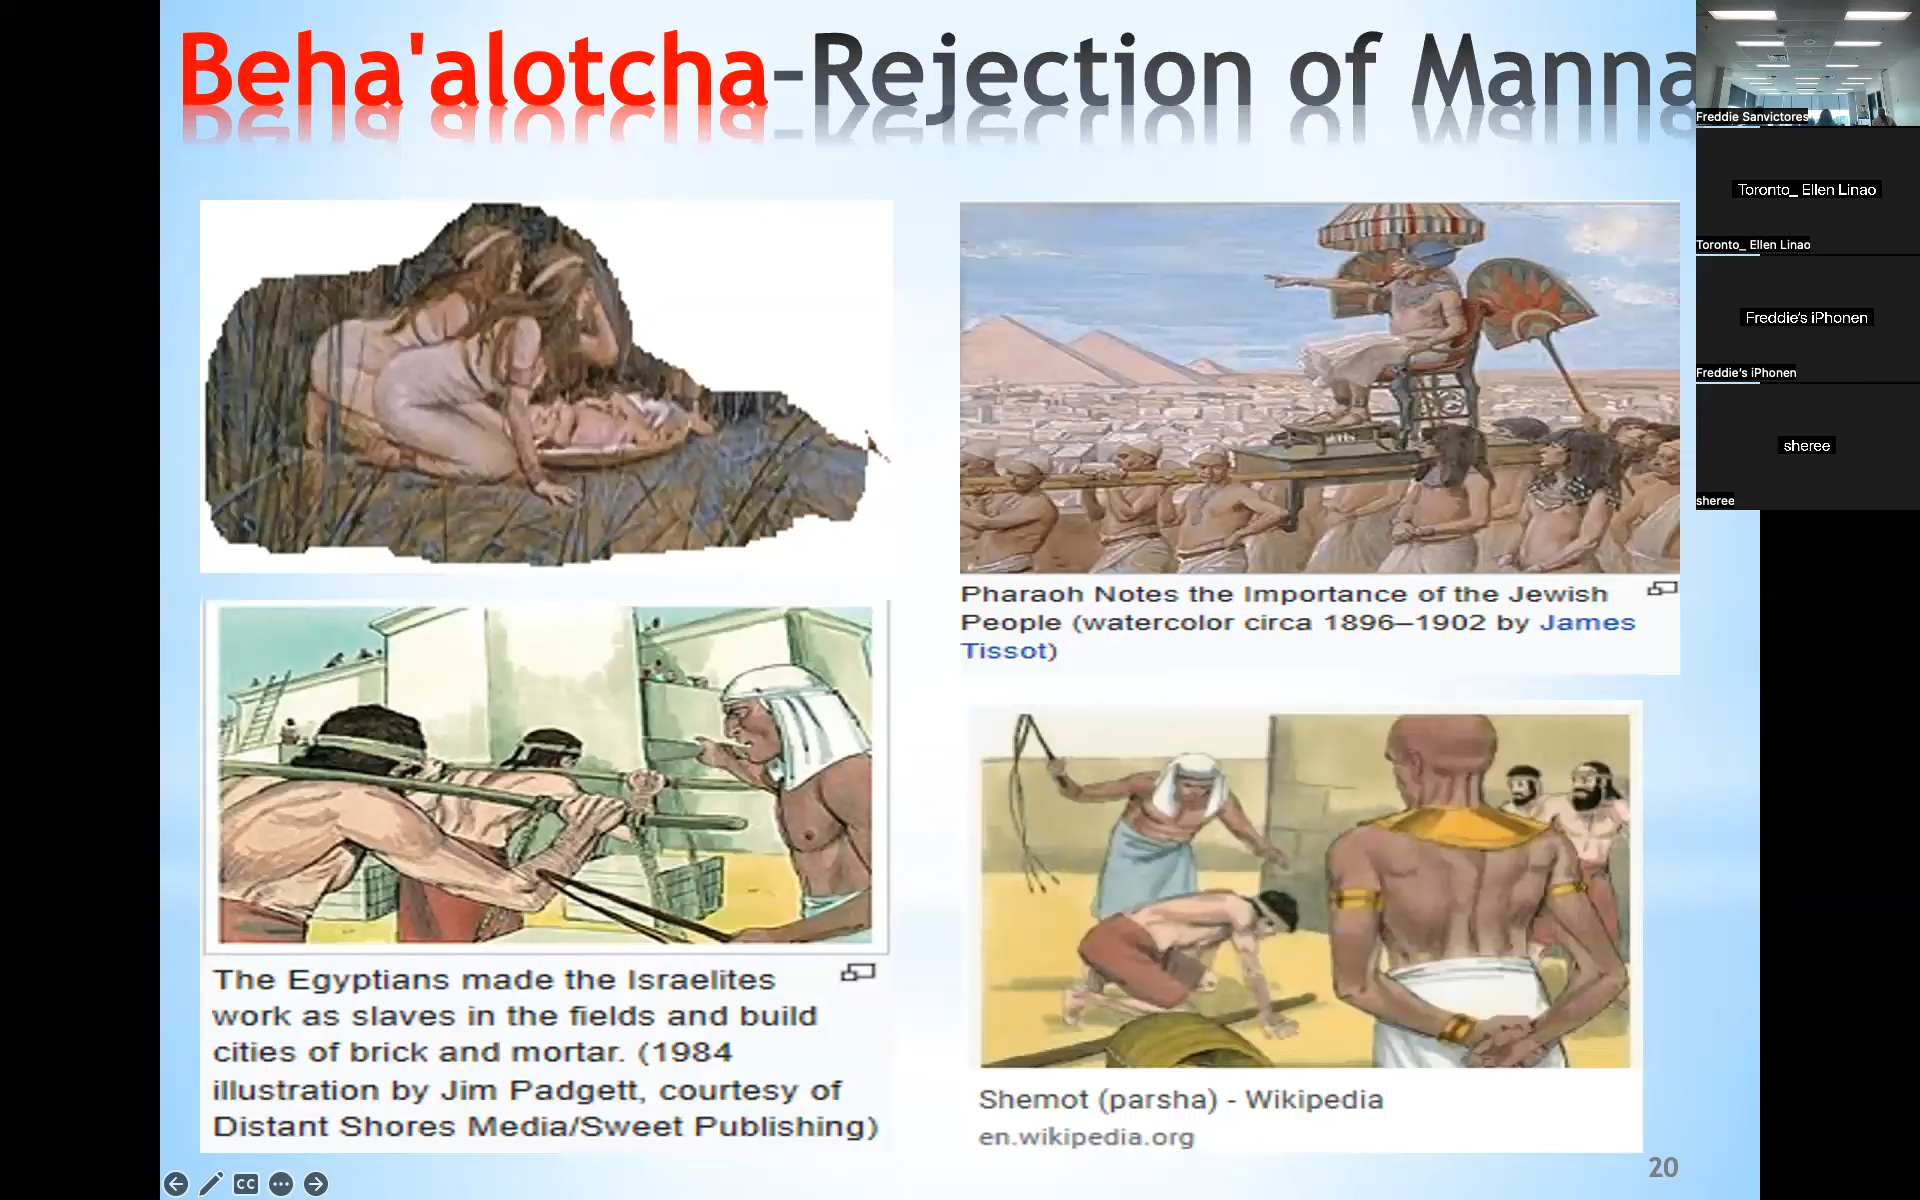 Beha'alotcha-Rejection of Manna
Pharaoh Notes the Importance of the Jewish
People (watercolor circa 1896–1902 by James
Tissot)
The Egyptians made the Israelites
work as slaves in the fields and build
cities of brick and mortar. (1984
illustration by Jim Padgett, courtesy of
Distant Shores Media/Sweet Publishing)
Shemot (parsha) - Wikipedia
en.wikipedia.org
20
CC
Freddie Sanvictores
Toronto_ Ellen Linao
Toronto_ Ellen Linao
Freddie's iPhonen
Freddie's iPhonen
sheree
sheree